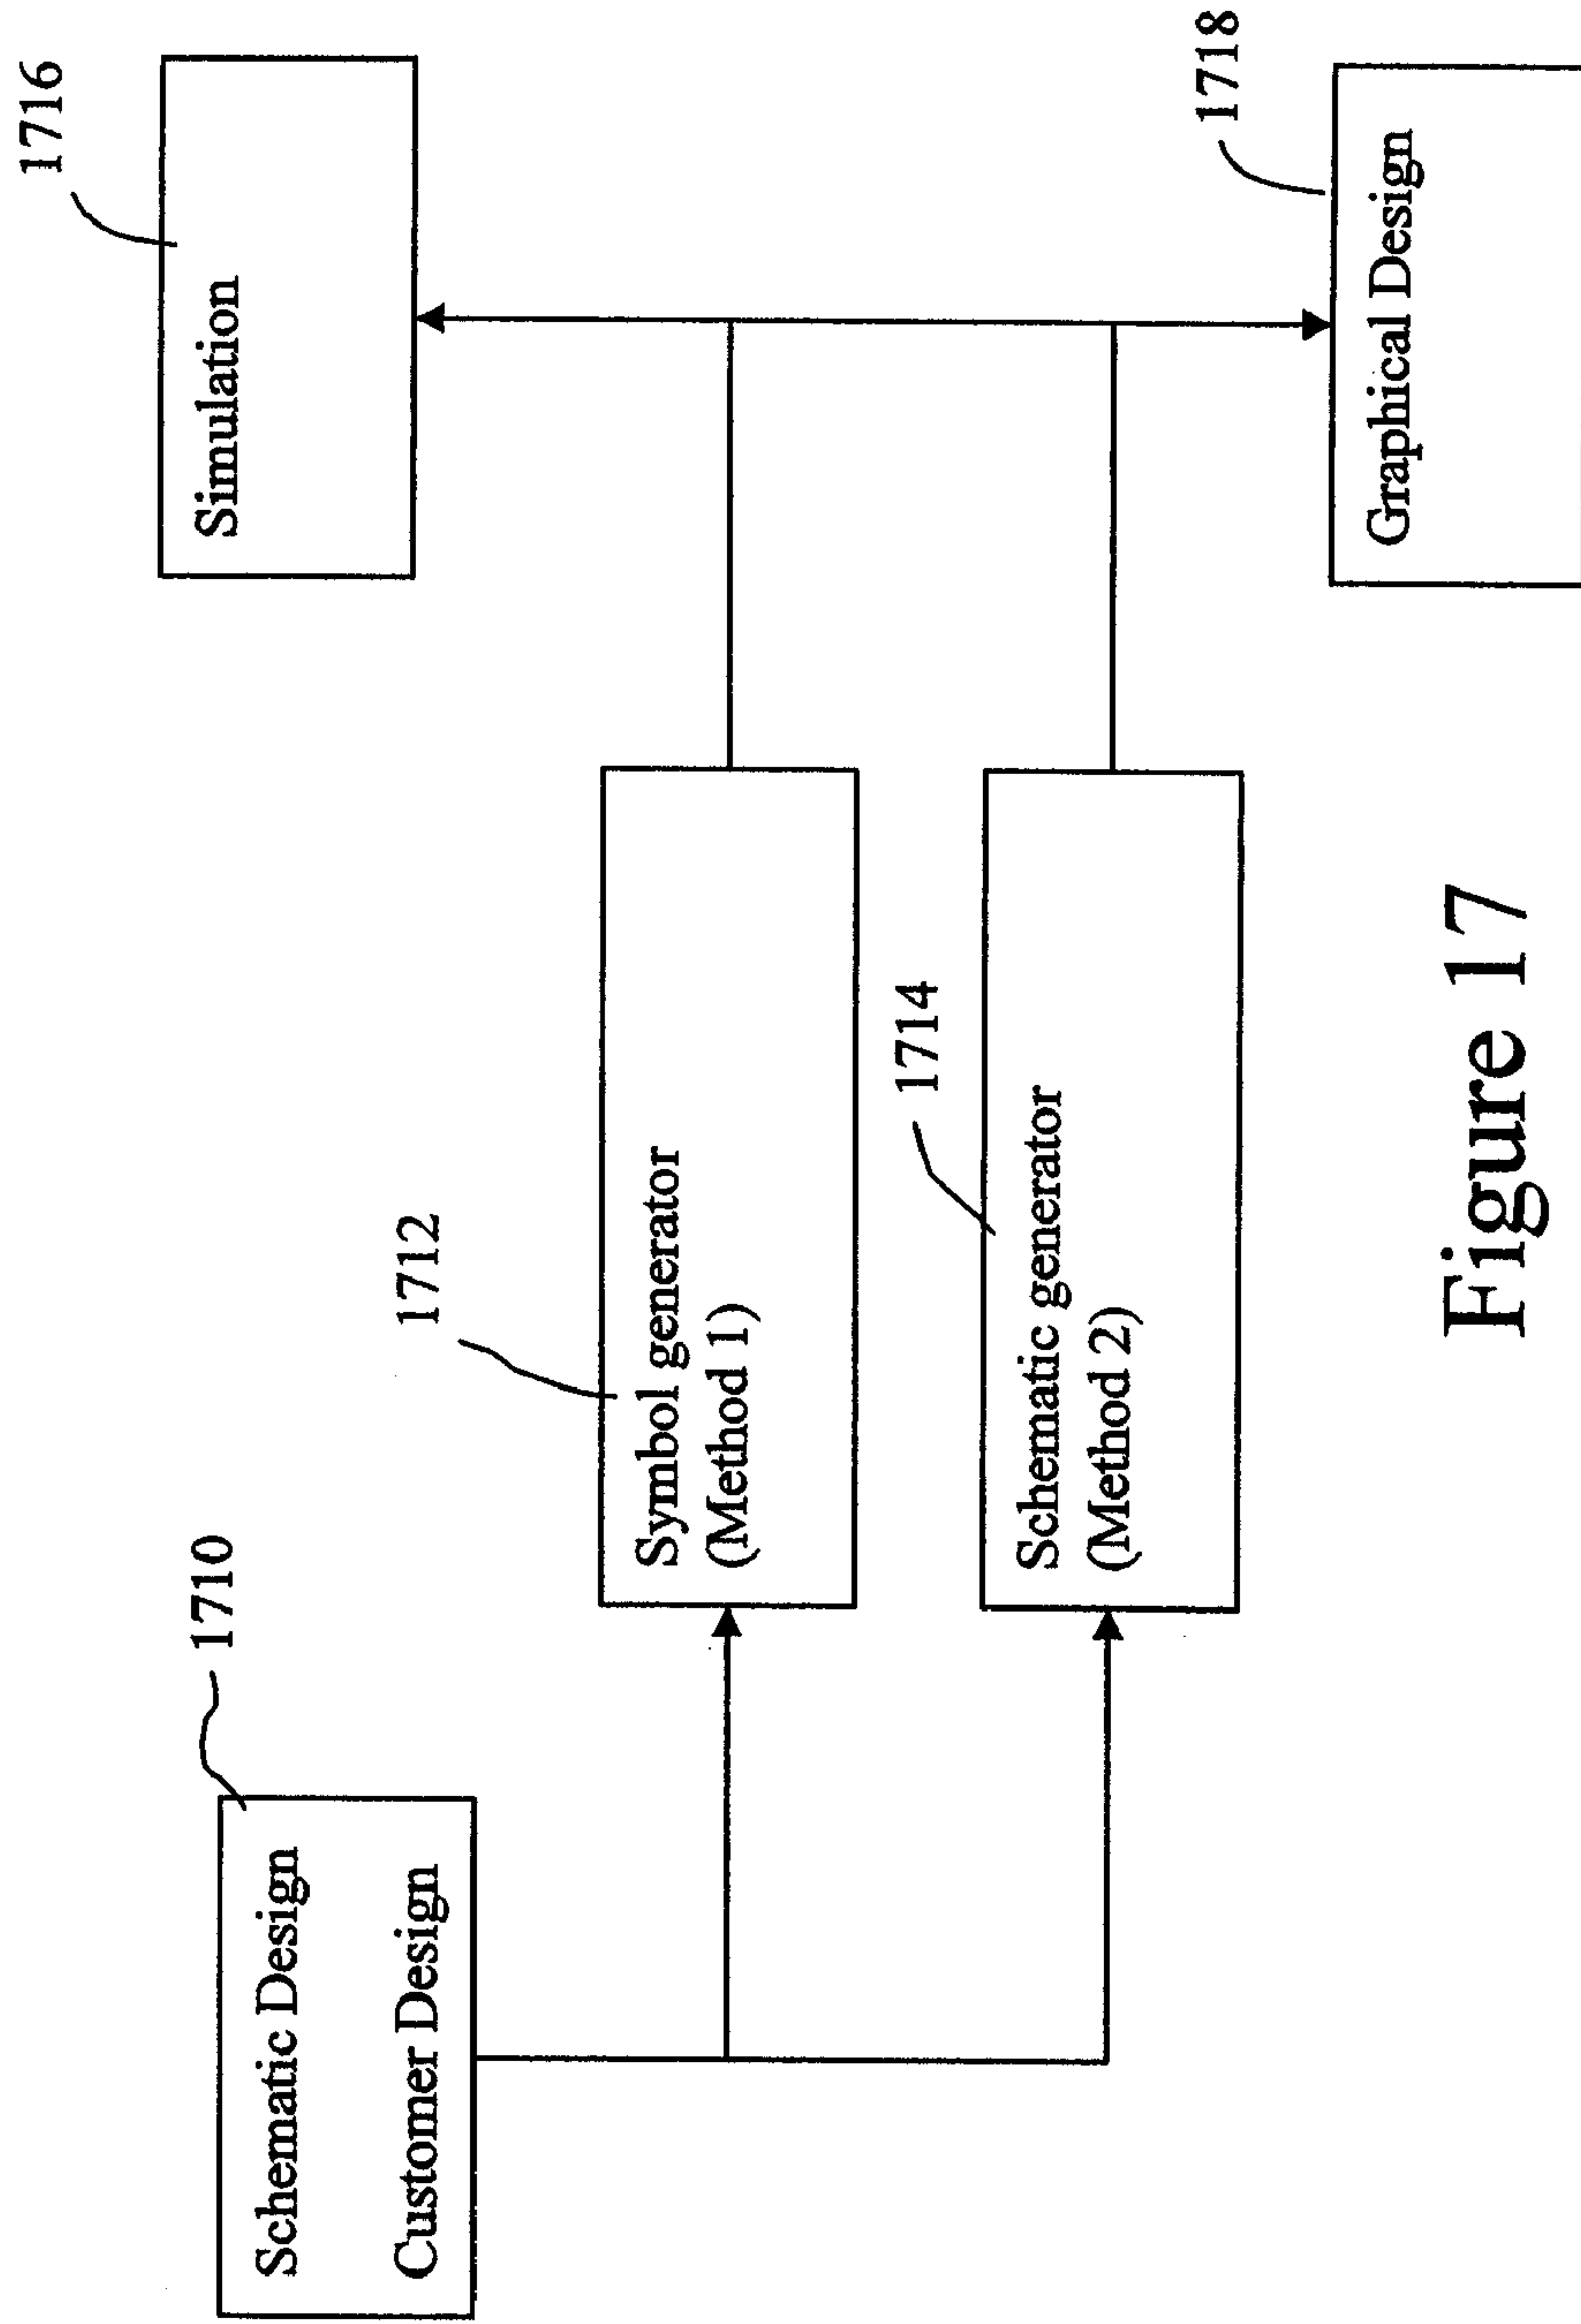 1716
Simulation
1710
Schematic Design
Customer Design
1712
Symbol generator
(Method 1)
1714
Schematic generator
(Method 2)
1718
Graphical Design
Figure 17